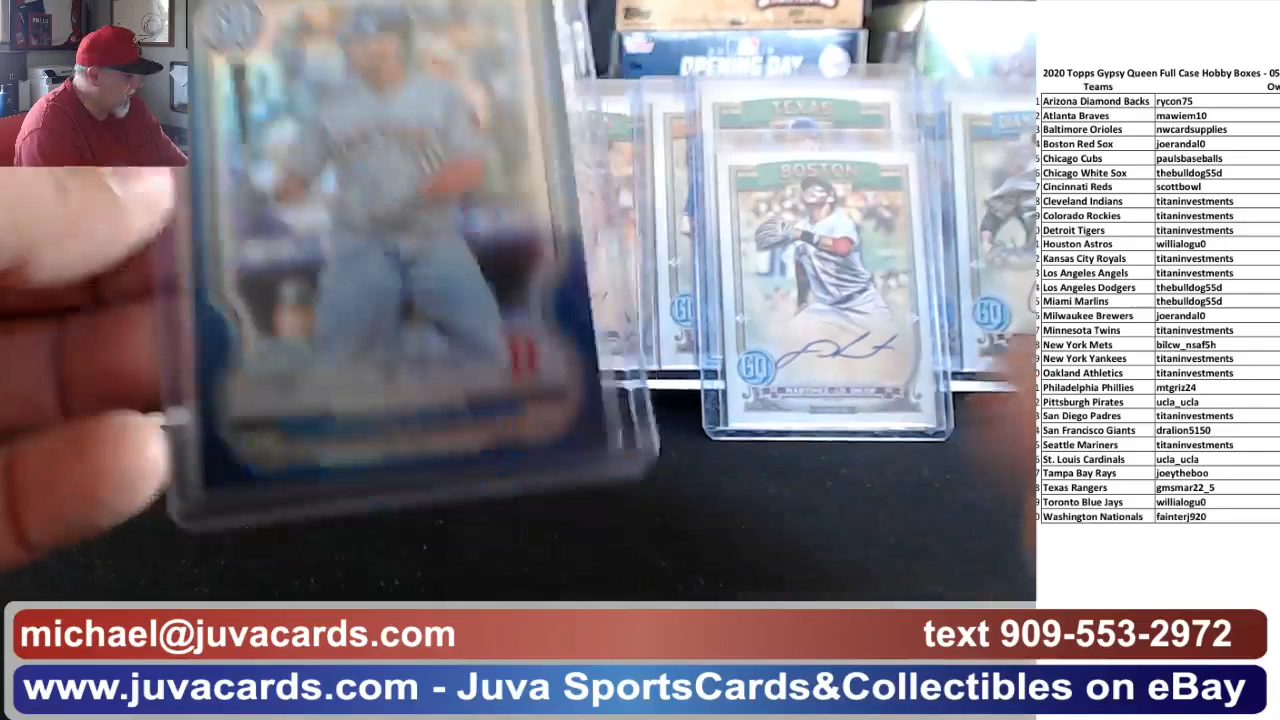 OPENING DAY
TEXAS
BOSTON
GQ
GQ
GQ
11
2020 Topps Gypsy Queen Full Case Hobby Boxes - 05
Teams Ow
Arizona Diamond Backs rycon75
Atlanta Braves mawiem10
Baltimore Orioles nwcardsupplies
Boston Red Sox joerandal0
Chicago Cubs paulsbaseballs
Chicago White Sox thebulldog55d
Cincinnati Reds scottbowl
Cleveland Indians titaninvestments
Colorado Rockies titaninvestments
Detroit Tigers titaninvestments
Houston Astros willialogu0
Kansas City Royals titaninvestments
Los Angeles Angels titaninvestments
Los Angeles Dodgers thebulldog55d
Miami Marlins thebulldog55d
Milwaukee Brewers joerandal0
Minnesota Twins titaninvestments
New York Mets bilcw_nsaf5h
New York Yankees titaninvestments
Oakland Athletics titaninvestments
Philadelphia Phillies mtgriz24
Pittsburgh Pirates ucla_ucla
San Diego Padres titaninvestments
San Francisco Giants dralion5150
Seattle Mariners titaninvestments
St. Louis Cardinals ucla_ucla
Tampa Bay Rays joeytheboo
Texas Rangers gmsmar22_5
Toronto Blue Jays willialogu0
Washington Nationals fainterj920
michael@juvacards.com text 909-553-2972
www.juvacards.com - Juva SportsCards&Collectibles on eBay